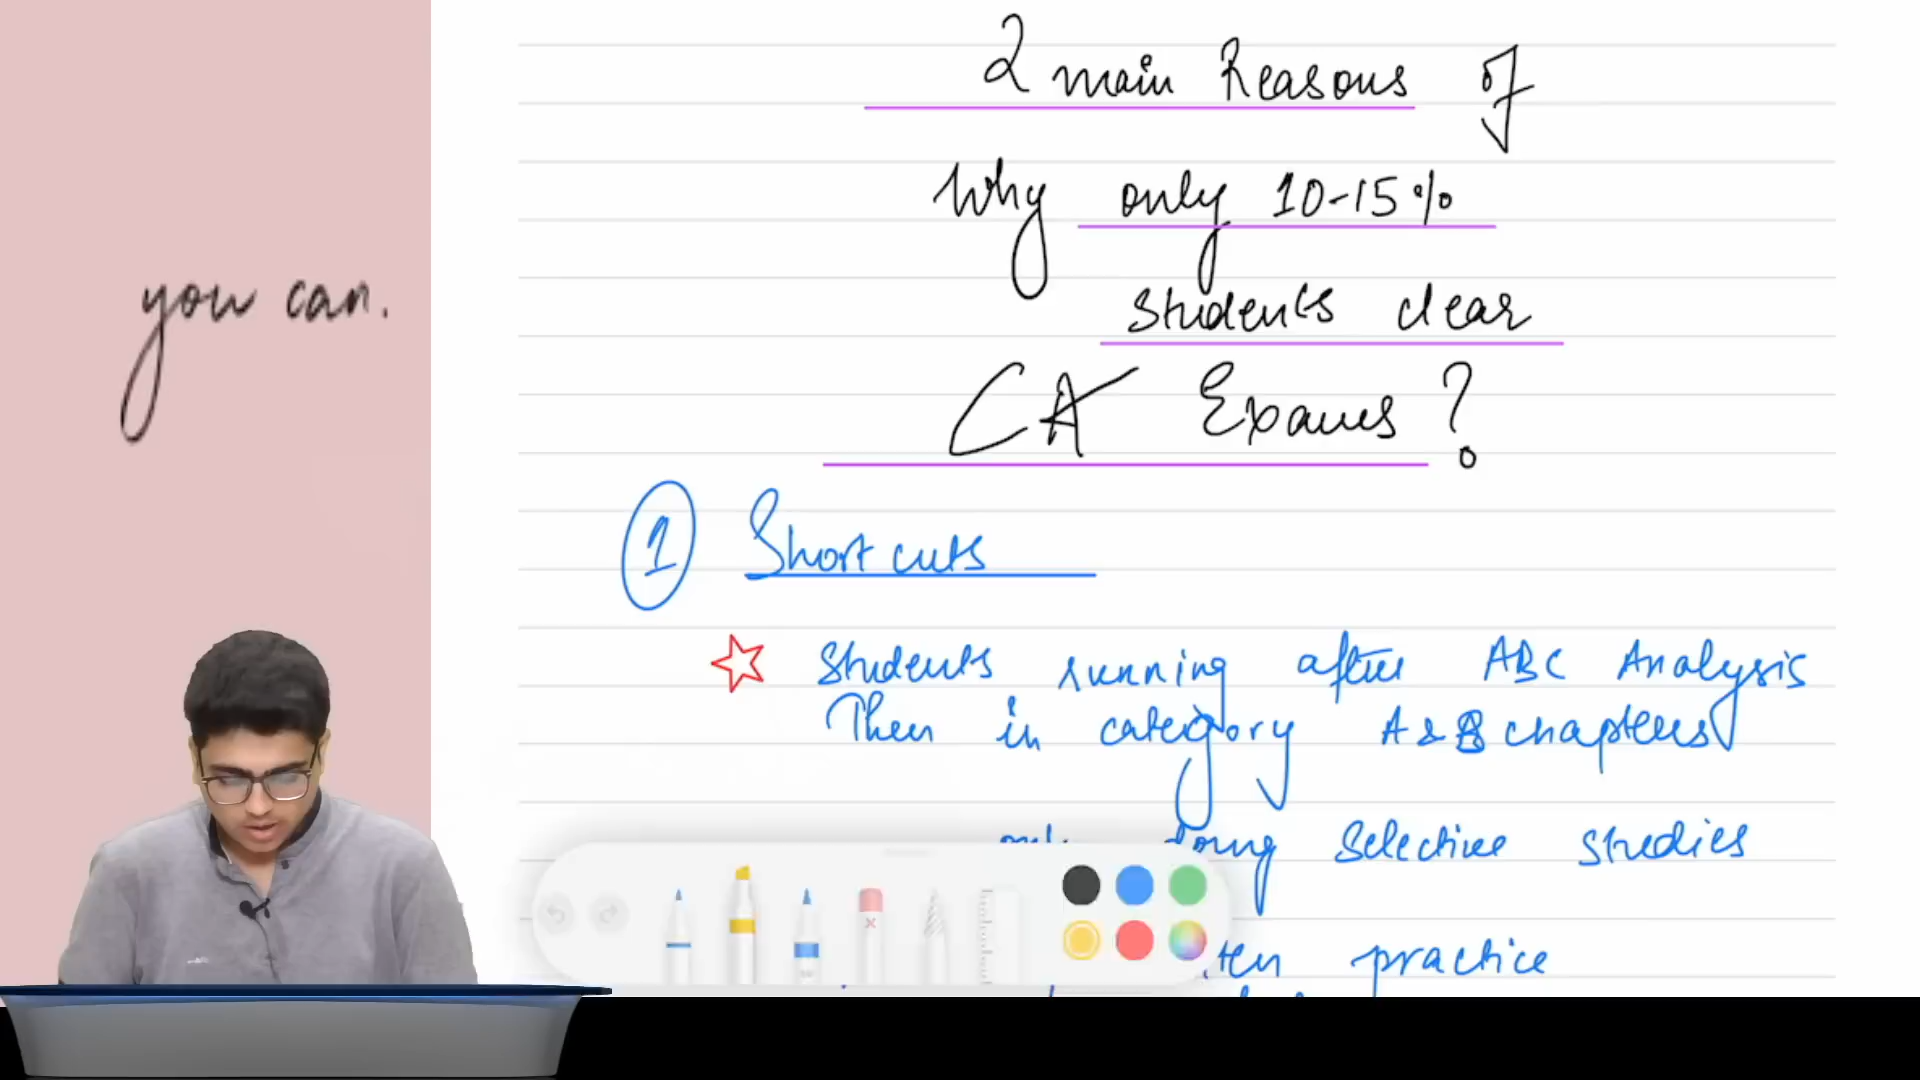 you can.
2 main Reasons of
Why only 10-15%
students clear
CA Exams?
1 Short cuts
☆ Students running after ABC Analysis
Then in category A & B chapters
doing selective studies
practice